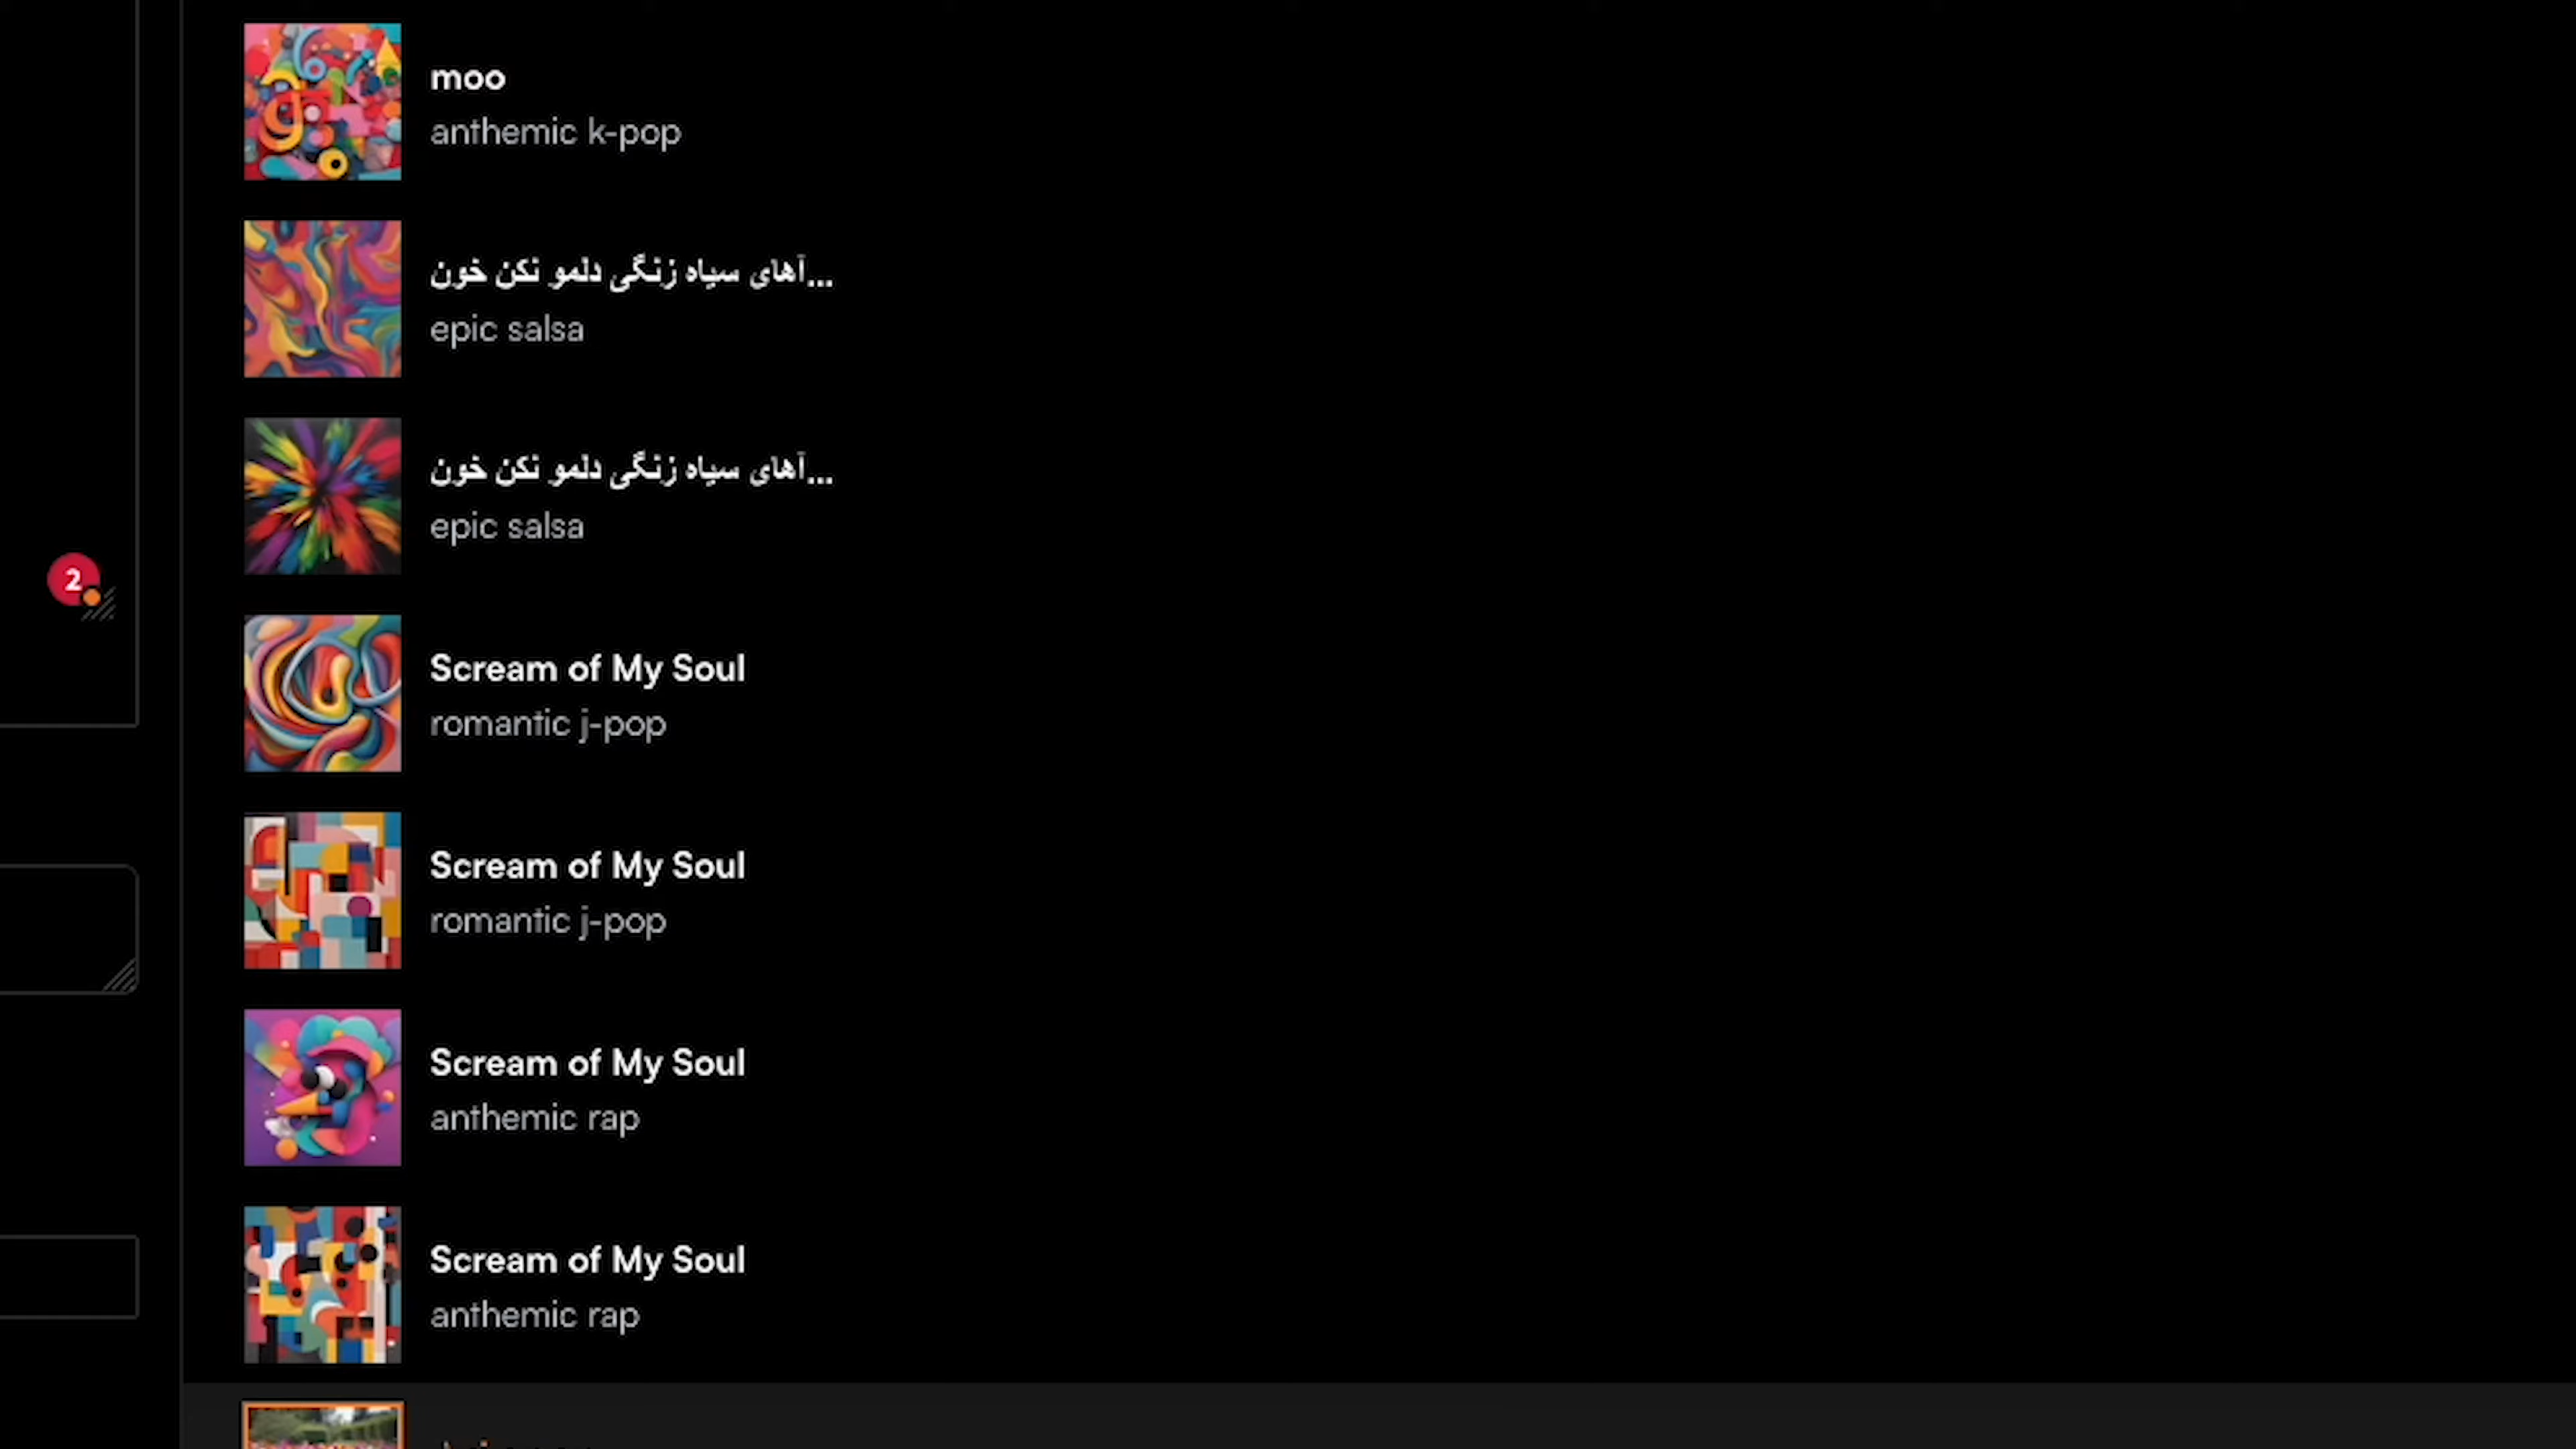 moo
anthemic k-pop
آهای سیاه زنگی دلمو نکن خون...
epic salsa
آهای سیاه زنگی دلمو نکن خون...
epic salsa
2
Scream of My Soul
romantic j-pop
Scream of My Soul
romantic j-pop
Scream of My Soul
anthemic rap
Scream of My Soul
anthemic rap